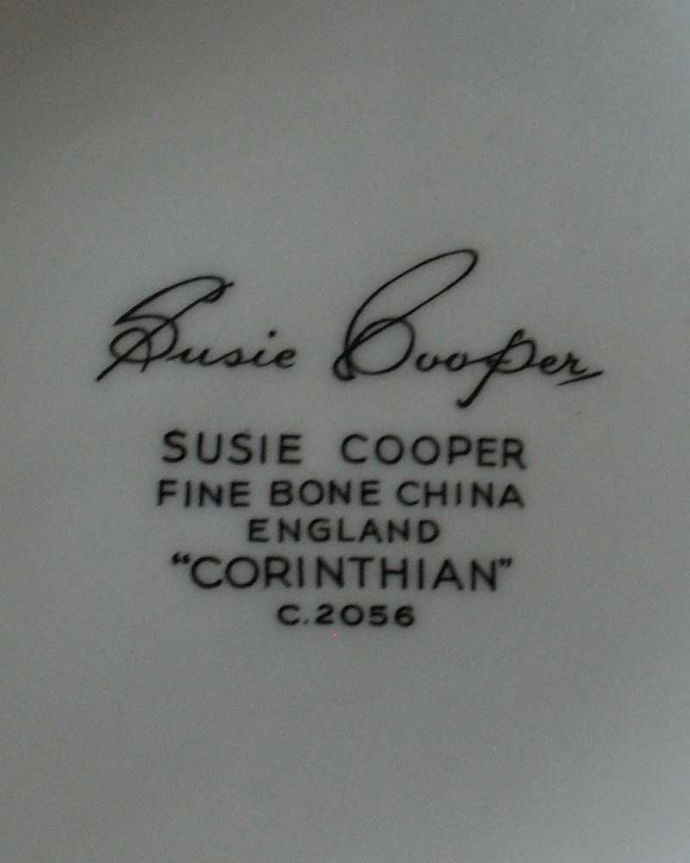 Susie Cooper
SUSIE COOPER
FINE BONE CHINA
ENGLAND
"CORINTHIAN"
C.2056